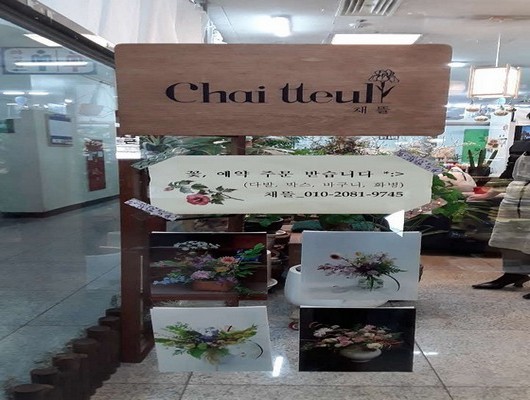 Chai tteul
채뜰
꽃, 예약 주문 받습니다 *:>
(다발, 박스, 바구니, 화병)
채뜰_010-2081-9745